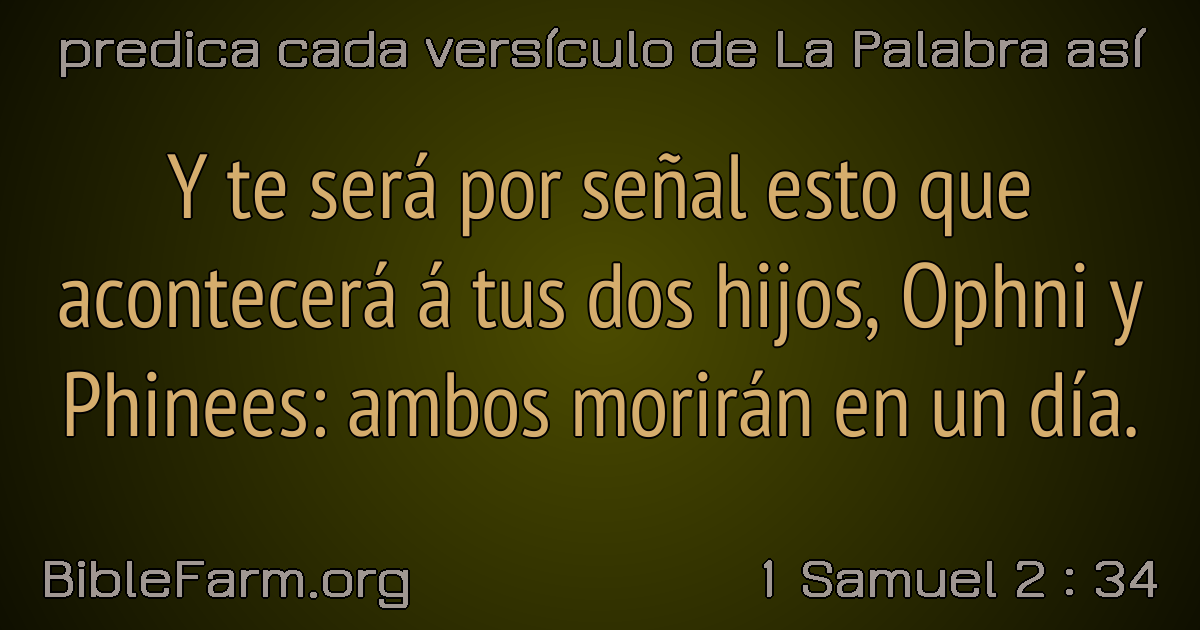 predica cada versículo de La Palabra así
Y te será por señal esto que
acontecerá á tus dos hijos, Ophni y
Phinees: ambos morirán en un día.
BibleFarm.org
1 Samuel 2 : 34